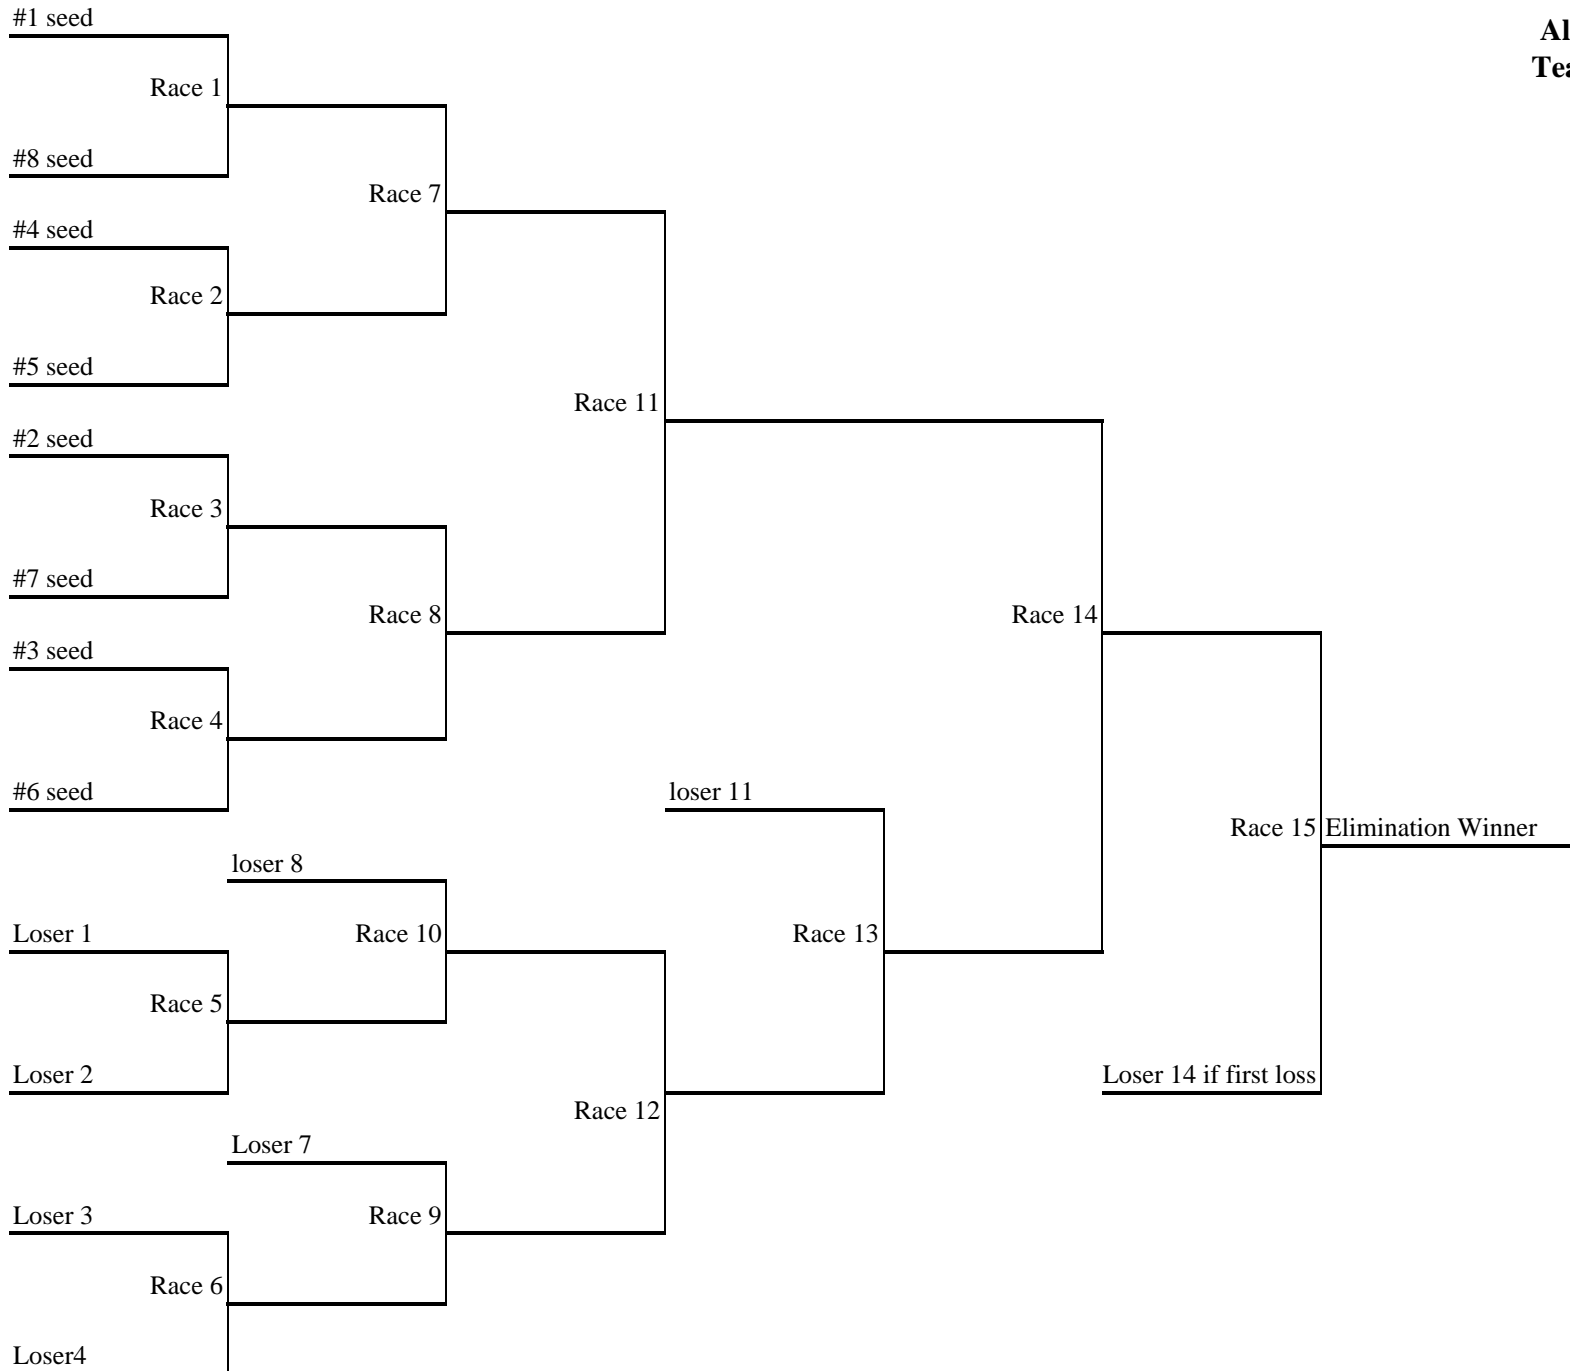 #1 seed
Al
Tea
Race 1
#8 seed
Race 7
#4 seed
Race 2
#5 seed
Race 11
#2 seed
Race 3
#7 seed
Race 8
Race 14
#3 seed
Race 4
#6 seed
loser 11
Race 15 Elimination Winner
loser 8
Loser 1
Race 10
Race 13
Race 5
Loser 2
Loser 14 if first loss
Race 12
Loser 7
Loser 3
Race 9
Race 6
Loser4